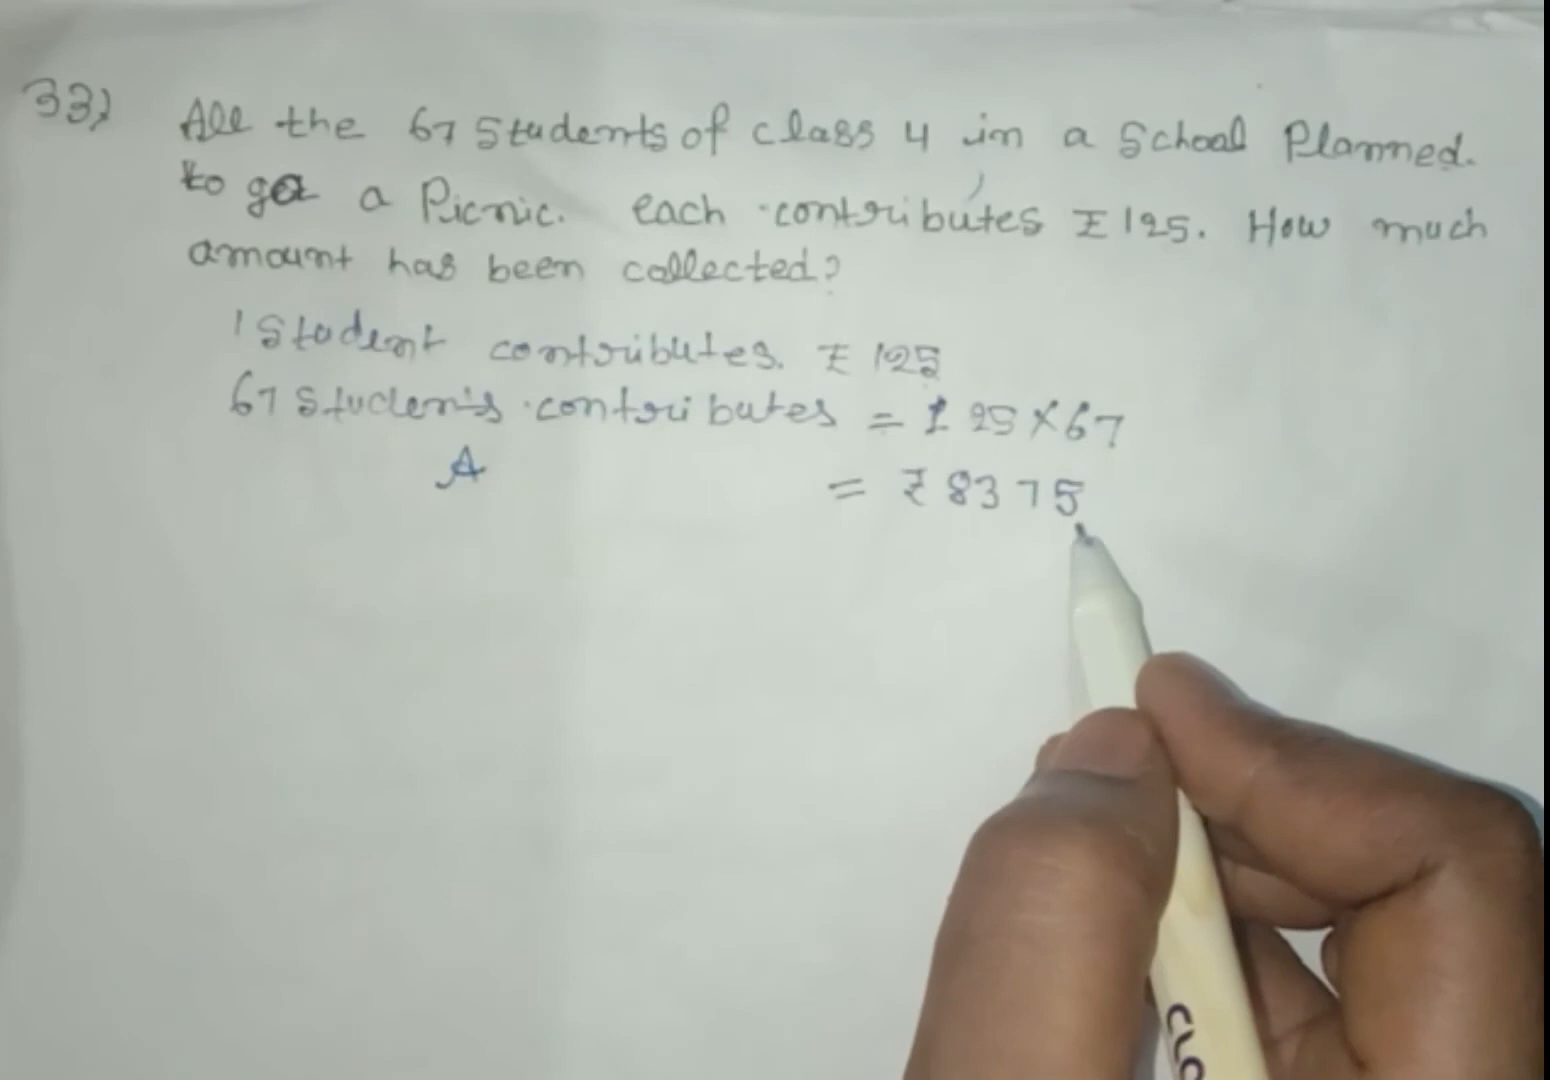 33) All the 67 Students of class 4 in a School Planned.
to go a Picnic. each contributes ₹125. How much
amount has been collected?
1 Student contributes. ₹ 125
67 Students contributes = 125 × 67
A
= ₹ 8375
CLO